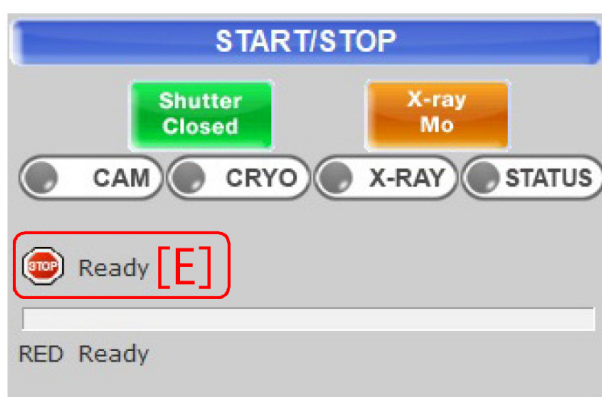 START/STOP
Shutter
Closed
X-ray
Mo
CAM CRYO X-RAY STATUS
STOP Ready [E]
RED Ready